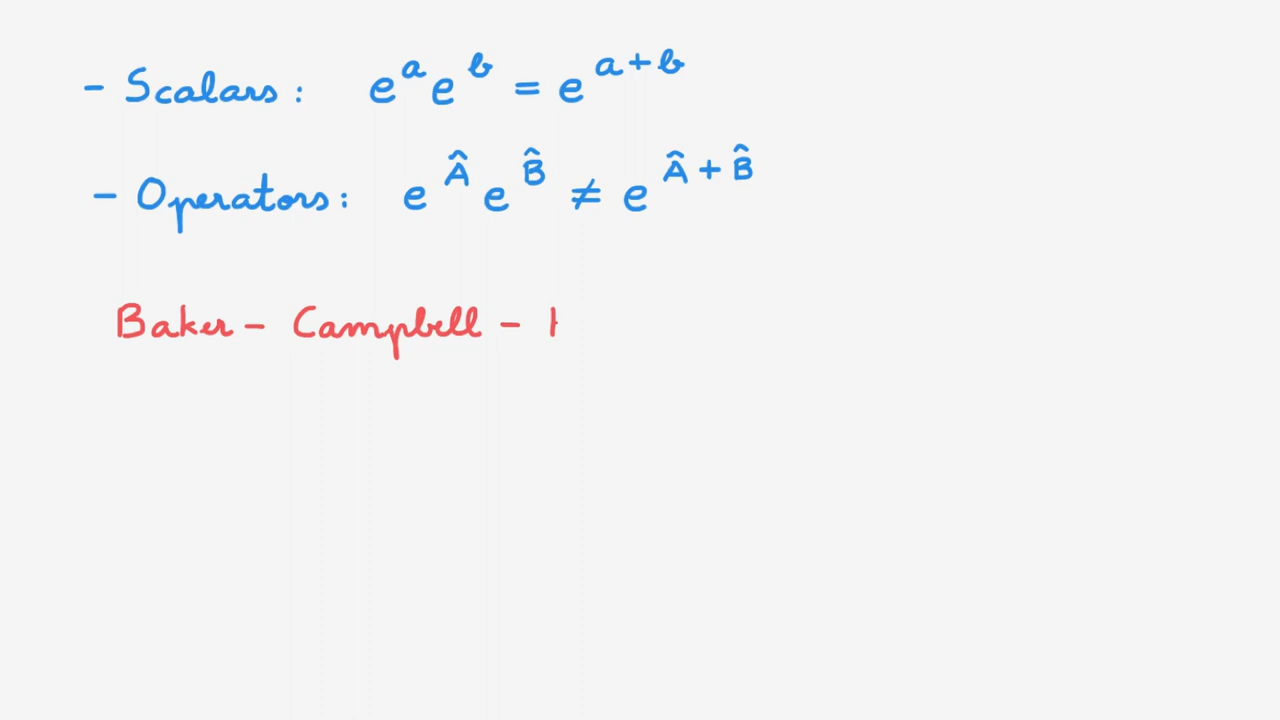 - Scalars: e^a e^b = e^{a+b}
- Operators: e^Â e^B̂ ≠ e^{Â+B̂}
Baker - Campbell -